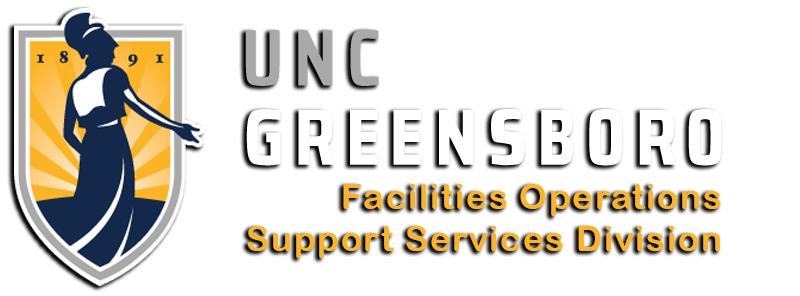 1891
UNC
GREENSBORO
Facilities Operations
Support Services Division